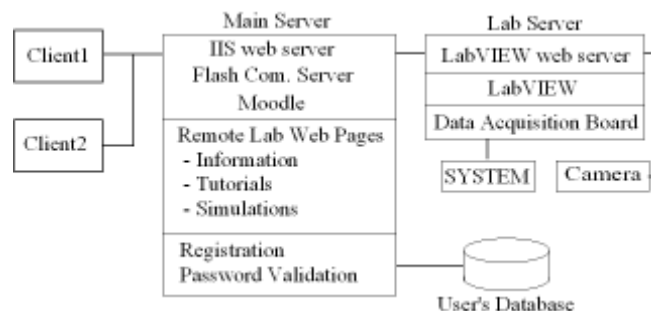 Main Server
Lab Server
Client1
Client2
IIS web server
Flash Com. Server
Moodle
Remote Lab Web Pages
- Information
- Tutorials
- Simulations
Registration
Password Validation
LabVIEW web server
LabVIEW
Data Acquisition Board
SYSTEM
Camera
User's Database